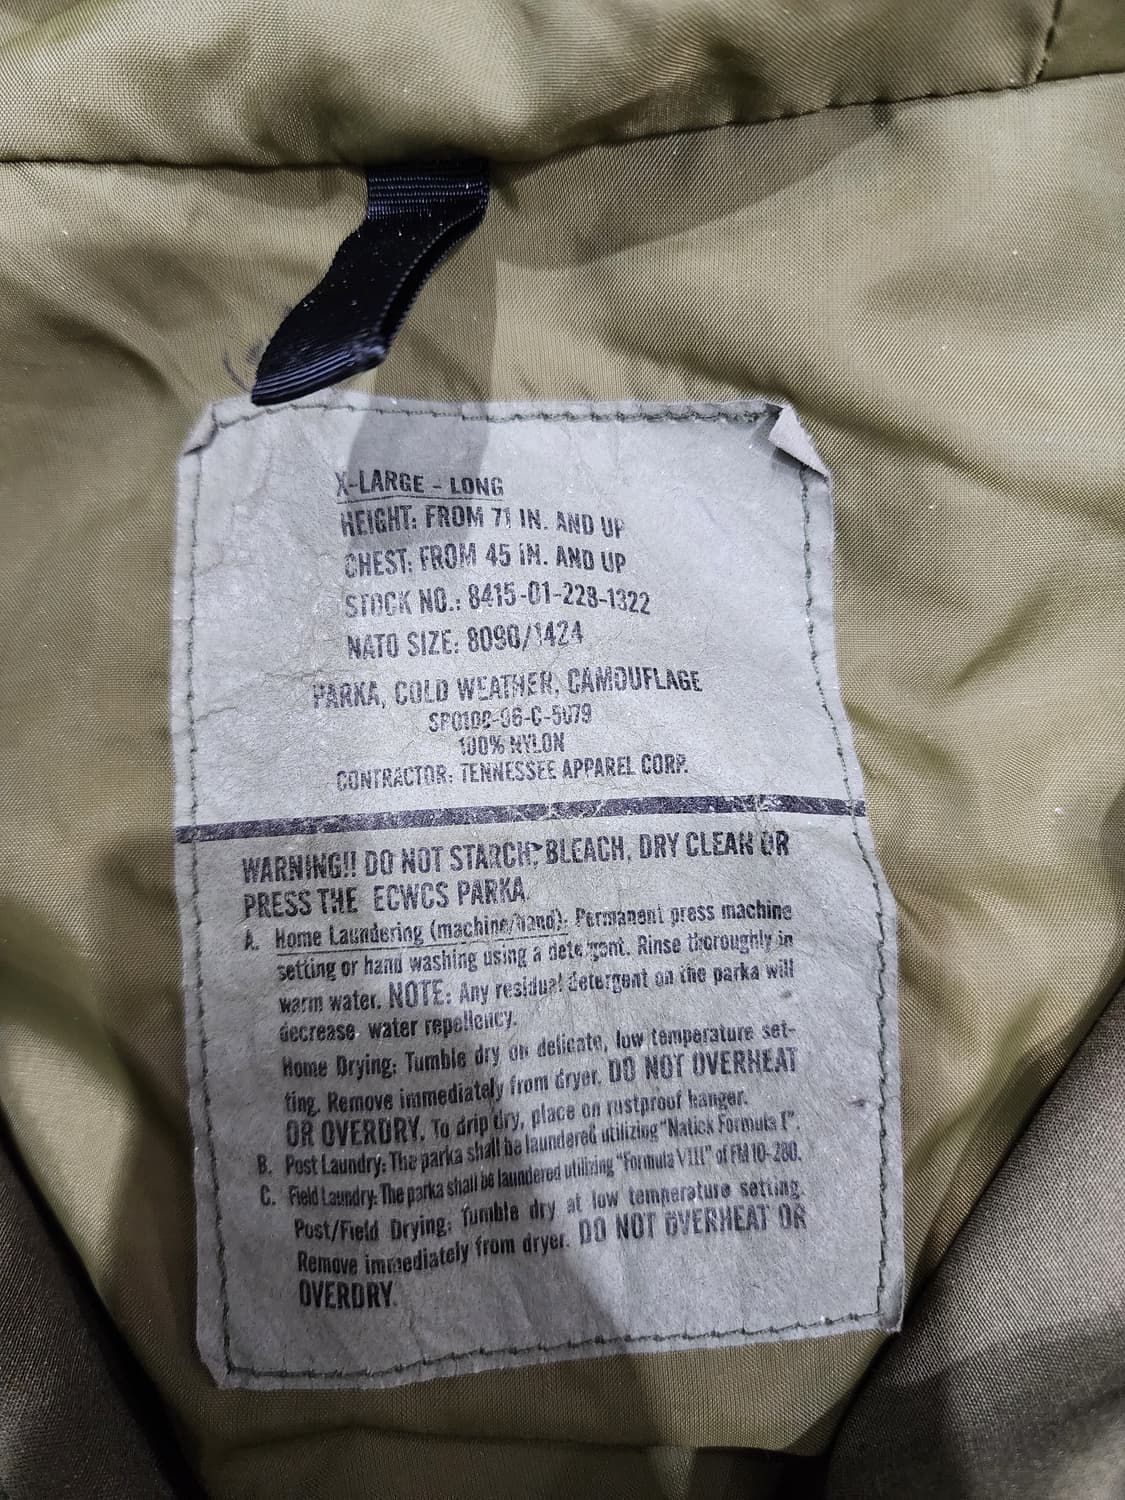 X-LARGE - LONG
HEIGHT: FROM 71 IN. AND UP
CHEST: FROM 45 IN. AND UP
STOCK NO.: 8415-01-228-1322
NATO SIZE: 8090/1424
PARKA, COLD WEATHER, CAMOUFLAGE
SPO100-96-C-5079
100% NYLON
CONTRACTOR: TENNESSEE APPAREL CORP.
WARNING!! DO NOT STARCH, BLEACH, DRY CLEAN OR
PRESS THE ECWCS PARKA.
A. Home Laundering (machine/hand): Permanent press machine
setting or hand washing using a detergent. Rinse thoroughly in
warm water. NOTE: Any residual detergent on the parka will
decrease water repellency.
Home Drying: Tumble dry on delicate, low temperature set-
ting. Remove immediately from dryer. DO NOT OVERHEAT
OR OVERDRY. To drip dry, place on rustproof hanger.
B. Post Laundry: The parka shall be laundered utilizing "Natick Formula I".
C. Field Laundry: The parka shall be laundered utilizing "Formula VIII" of FM 10-280.
Post/Field Drying: Tumble dry at low temperature setting.
Remove immediately from dryer. DO NOT OVERHEAT OR
OVERDRY.